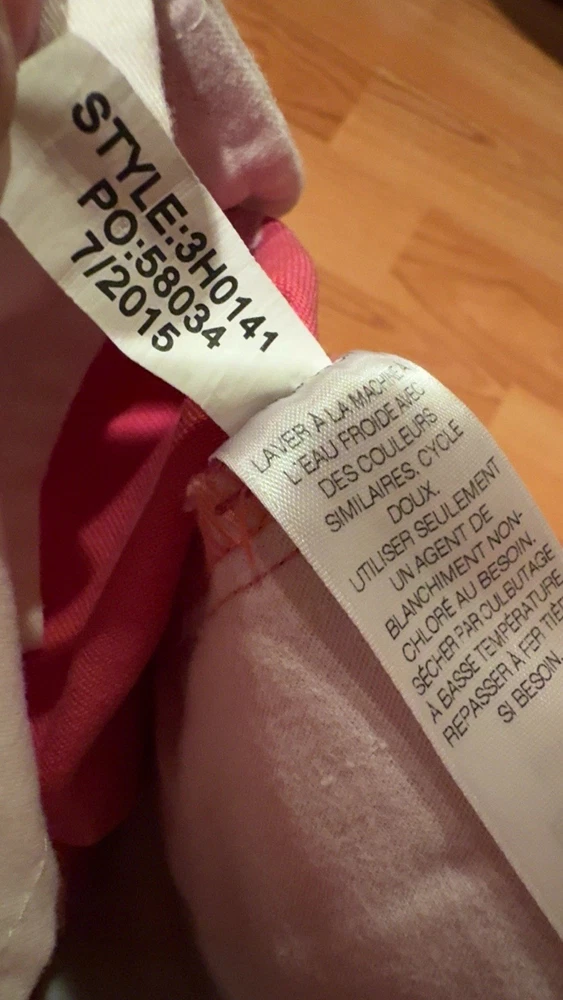 STYLE:3H0141
PO:58034
7/2015
LAVER À LA MACHINE À
L'EAU FROIDE AVEC
DES COULEURS
SIMILAIRES, CYCLE
DOUX.
UTILISER SEULEMENT
UN AGENT DE
BLANCHIMENT NON-
CHLORÉ AU BESOIN.
SÉCHER PAR CULBUTAGE
À BASSE TEMPÉRATURE
REPASSER À FER TIÈD
SI BESOIN.